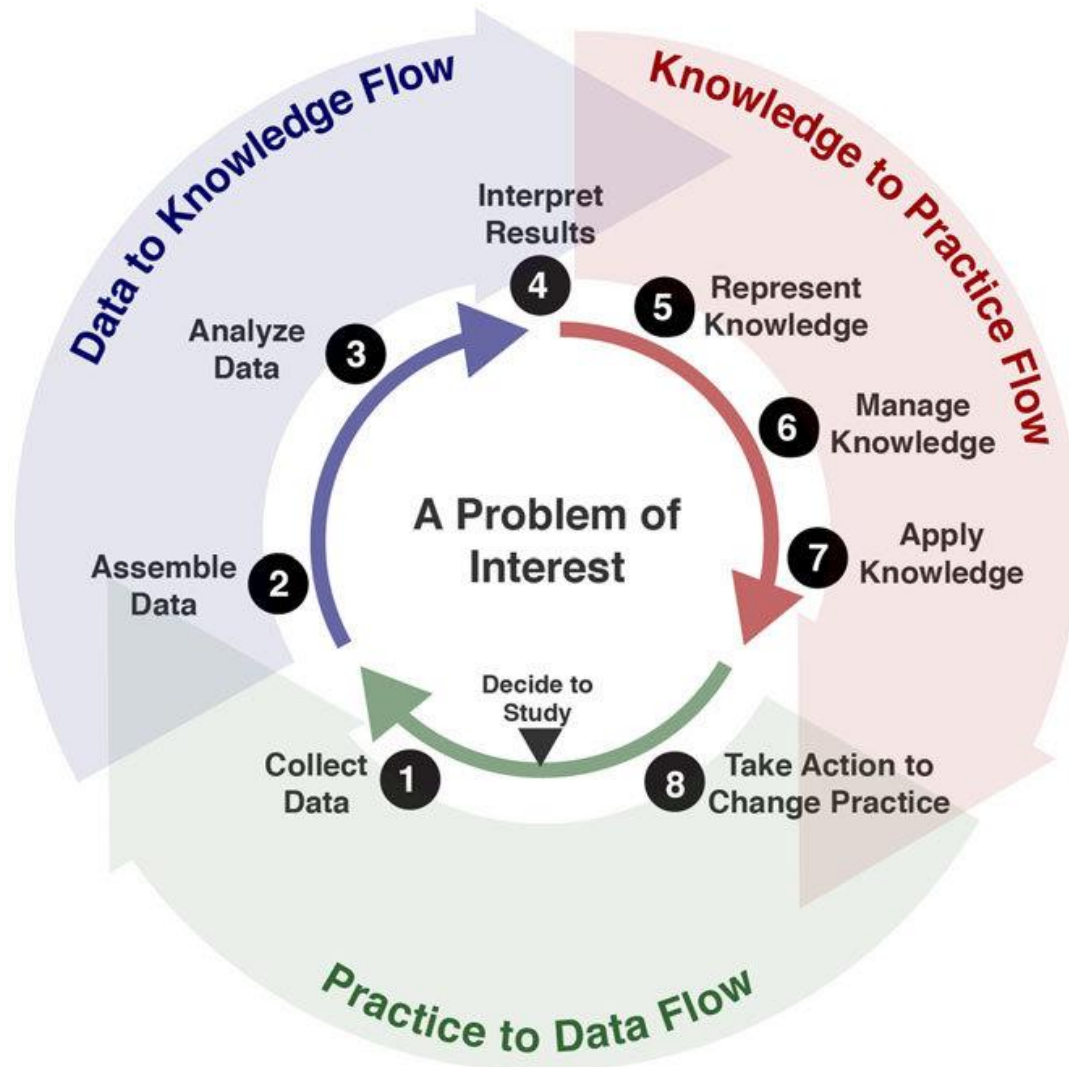 Data to Knowledge Flow
Knowledge to Practice Flow
Interpret
Results
4
5
Represent
Knowledge
Analyze
Data
3
6
Manage
Knowledge
A Problem of
Interest
7
Apply
Knowledge
Assemble
Data
2
Decide to
Study
Collect
Data
1
8
Take Action to
Change Practice
Practice to Data Flow